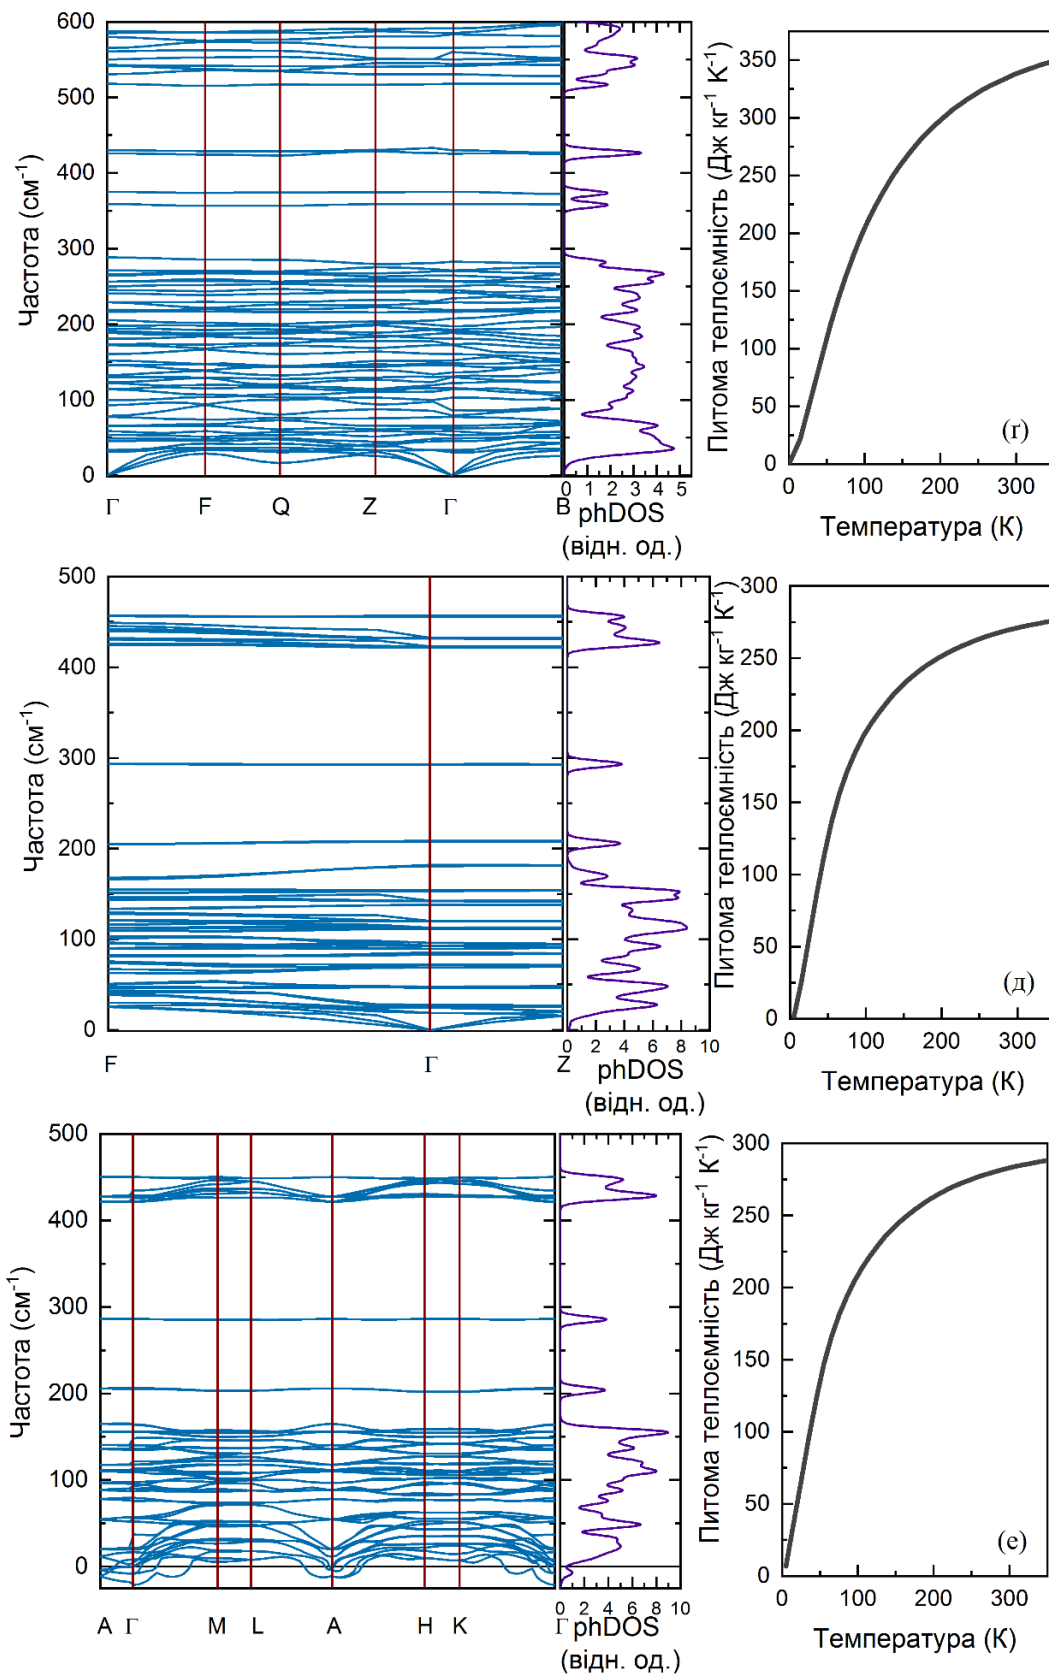 600
500
400
300
200
100
0
Частота (см-1)
Γ F Q Z Γ B
0 1 2 3 4 5
phDOS
(відн. од.)
350
300
250
200
150
100
50
0
Питома теплоємність (Дж кг-1 K-1)
(ґ)
0 100 200 300
Температура (К)
500
400
300
200
100
0
Частота (см-1)
F Γ Z
0 2 4 6 8 10
phDOS
(відн. од.)
300
250
200
150
100
50
0
Питома теплоємність (Дж кг-1 K-1)
(д)
0 100 200 300
Температура (К)
500
400
300
200
100
0
Частота (см-1)
A Γ M L A H K Γ
0 2 4 6 8 10
phDOS
(відн. од.)
300
250
200
150
100
50
0
Питома теплоємність (Дж кг-1 K-1)
(е)
0 100 200 300
Температура (К)